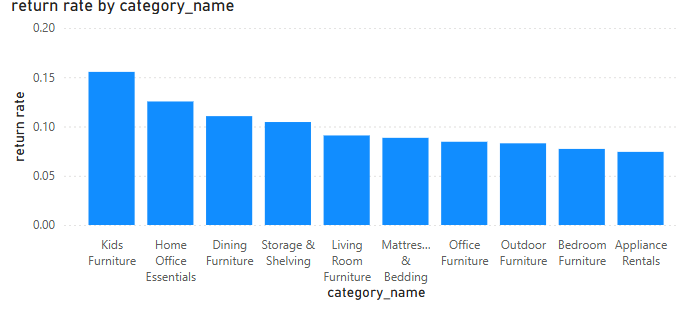 return rate by category_name
0.20
0.15
0.10
0.05
0.00
return rate
Kids
Furniture
Home
Office
Essentials
Dining
Furniture
Storage &
Shelving
Living
Room
Furniture
Mattres...
&
Bedding
Office
Furniture
Outdoor
Furniture
Bedroom
Furniture
Appliance
Rentals
category_name